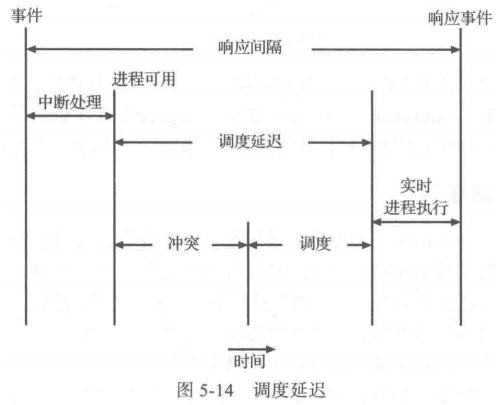 事件
响应事件
响应间隔
进程可用
中断处理
调度延迟
实时
进程执行
冲突
调度
时间
图 5-14 调度延迟